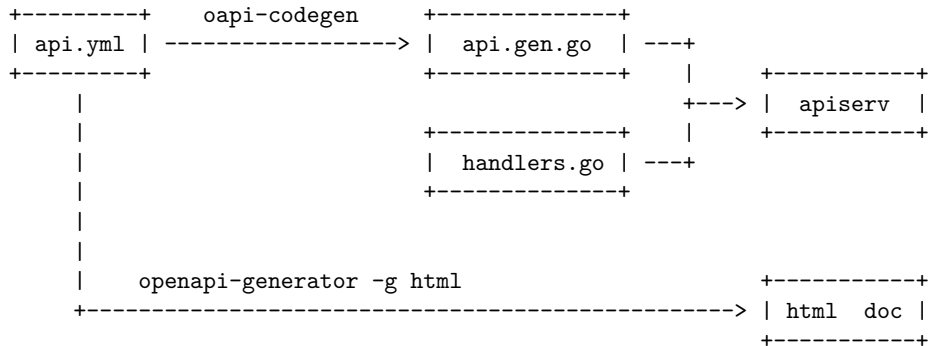 oapi-codegen
api.yml
api.gen.go
apiserv
handlers.go
openapi-generator -g html
html doc